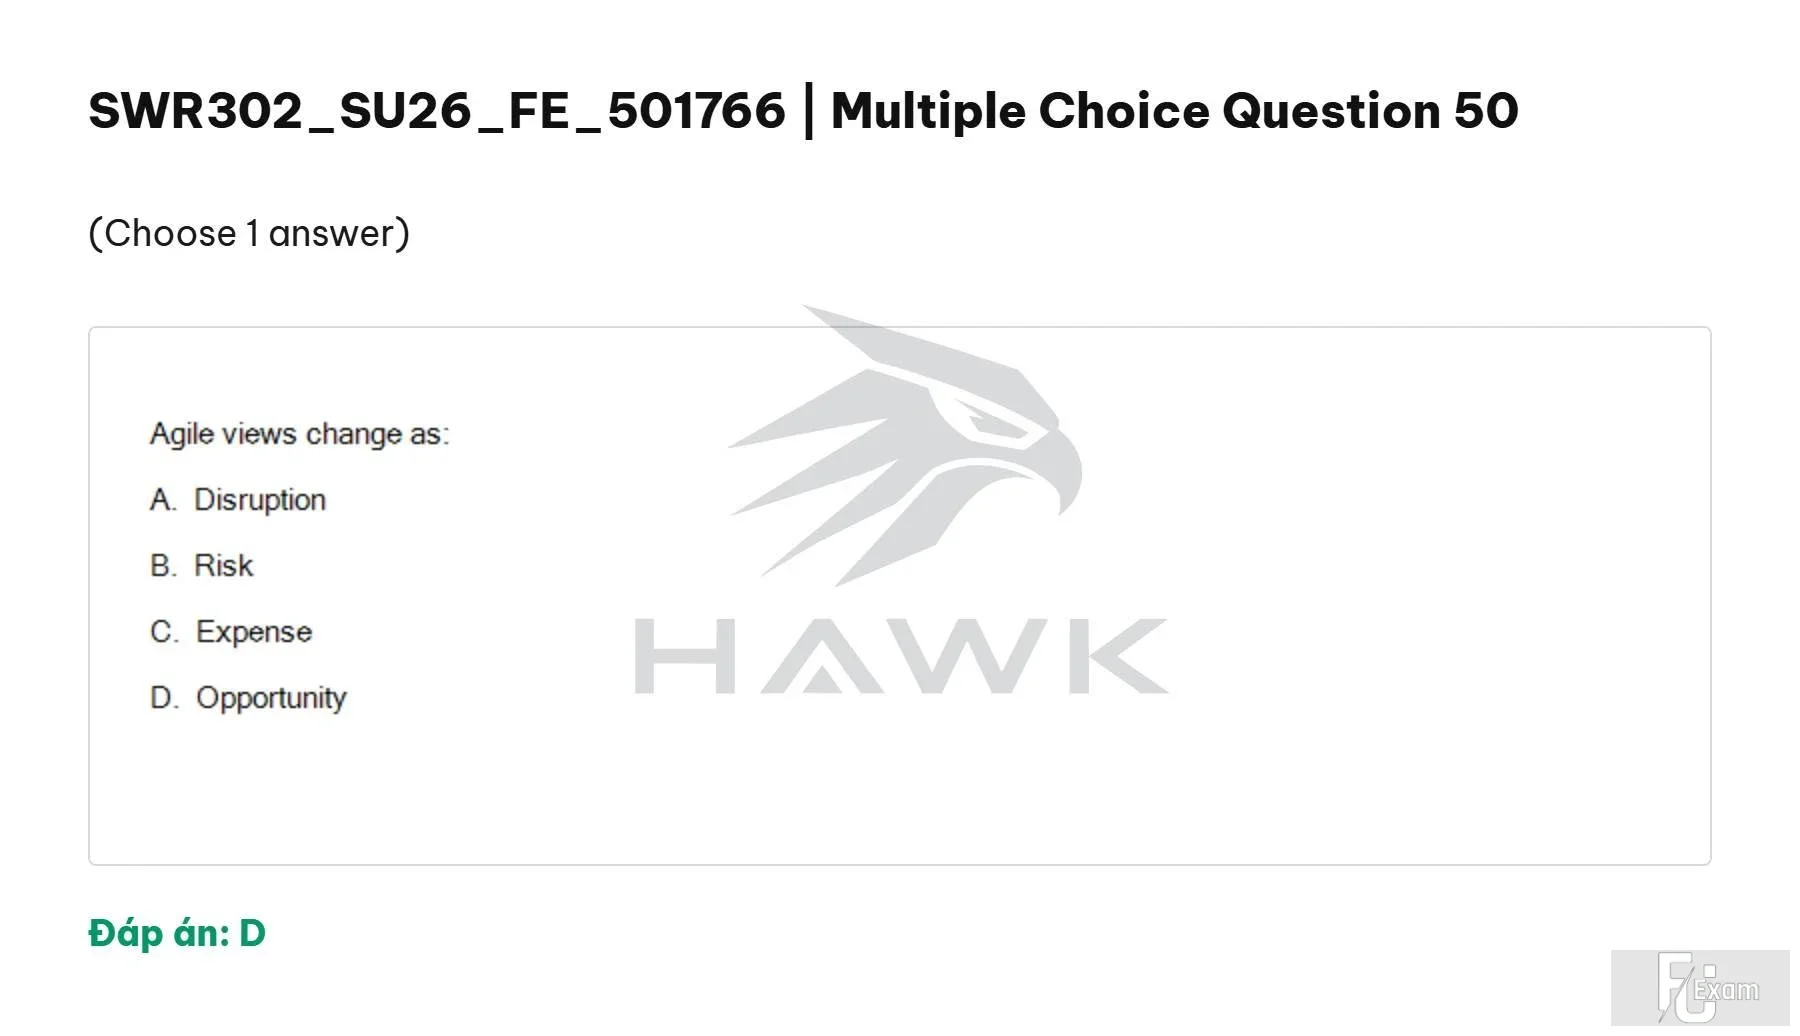 SWR302_SU26_FE_501766 | Multiple Choice Question 50
(Choose 1 answer)
Agile views change as:
A. Disruption
B. Risk
C. Expense
D. Opportunity
HAWK
Đáp án: D
FU Exam